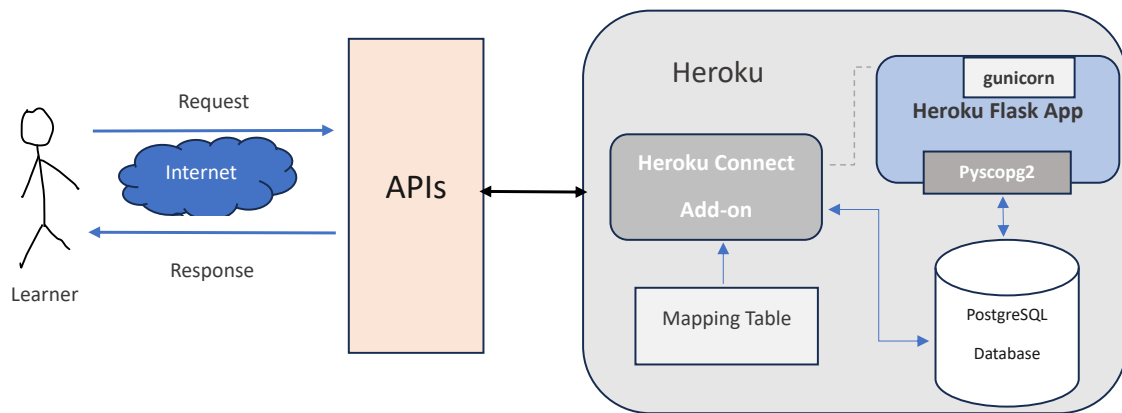 Request
Internet
Response
Learner
APIs
Heroku
gunicorn
Heroku Flask App
Pyscopg2
Heroku Connect
Add-on
Mapping Table
PostgreSQL
Database